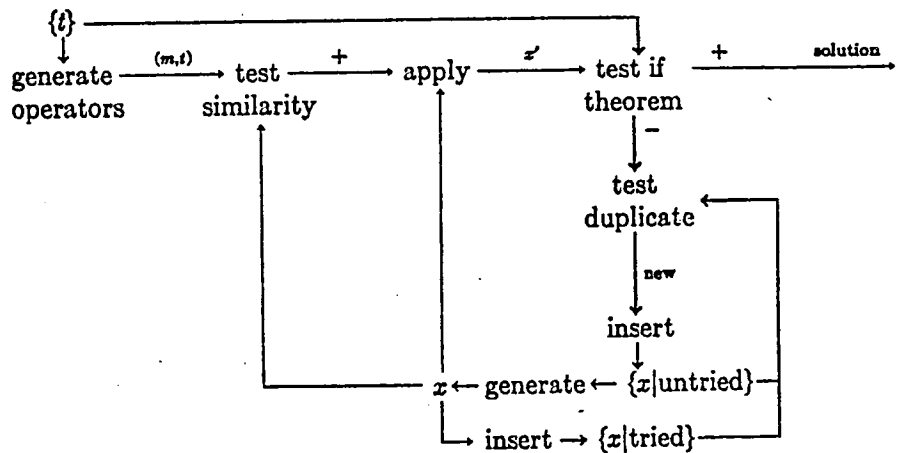 {t}
(m,t) + x' + solution
generate test apply test if
operators similarity theorem
−
test
duplicate
new
insert
x generate {x|untried}
insert {x|tried}